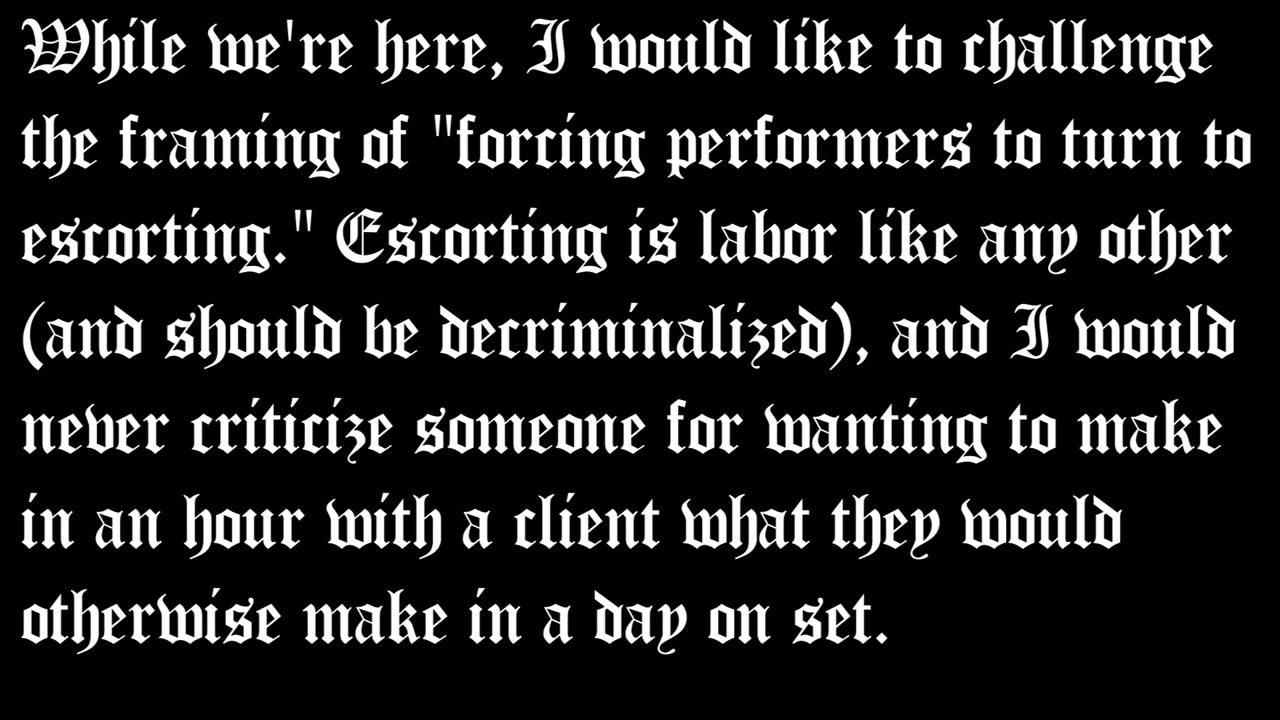 While we're here, I would like to challenge
the framing of "forcing performers to turn to
escorting." Escorting is labor like any other
(and should be decriminalized), and I would
never criticize someone for wanting to make
in an hour with a client what they would
otherwise make in a day on set.